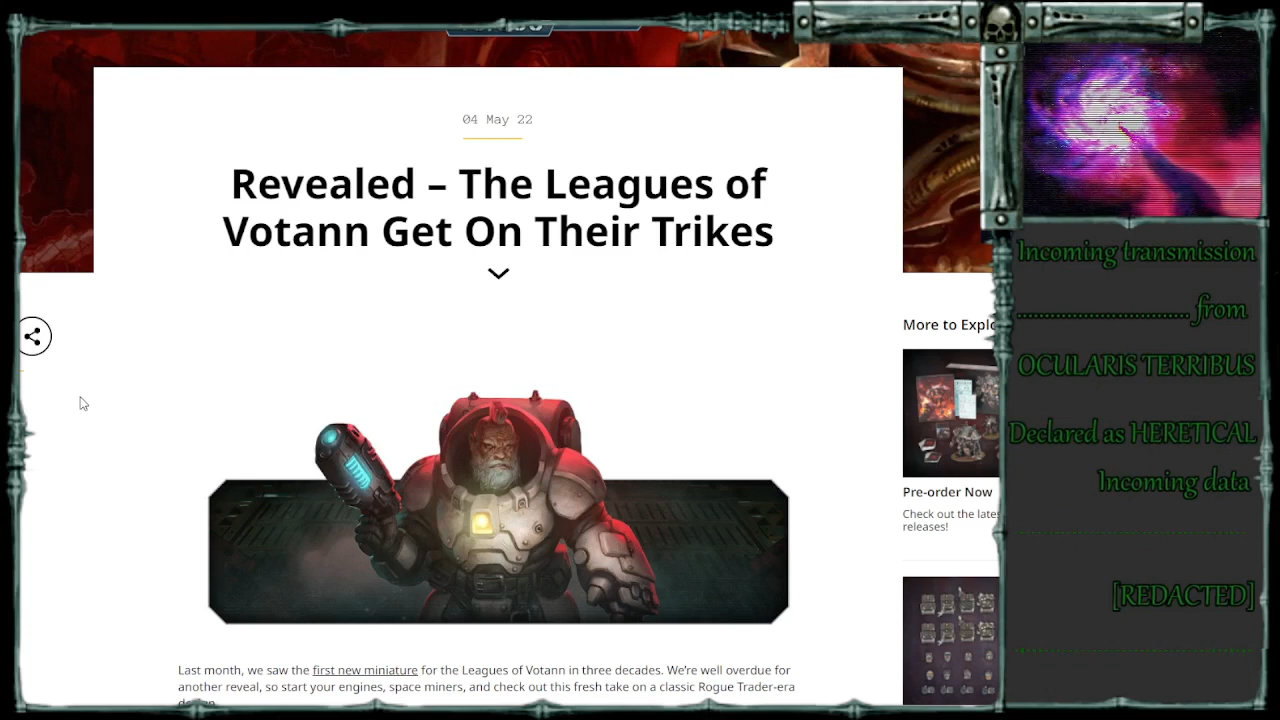 04 May 22
Revealed – The Leagues of
Votann Get On Their Trikes
Last month, we saw the first new miniature for the Leagues of Votann in three decades. We're well overdue for
another reveal, so start your engines, space miners, and check out this fresh take on a classic Rogue Trader-era
More to
Pre-order Now
Check out the
releases!
Incoming transmission
.............................. from
OCULARIS TERRIBUS
Declared as HERETICAL
Incoming data
[REDACTED]